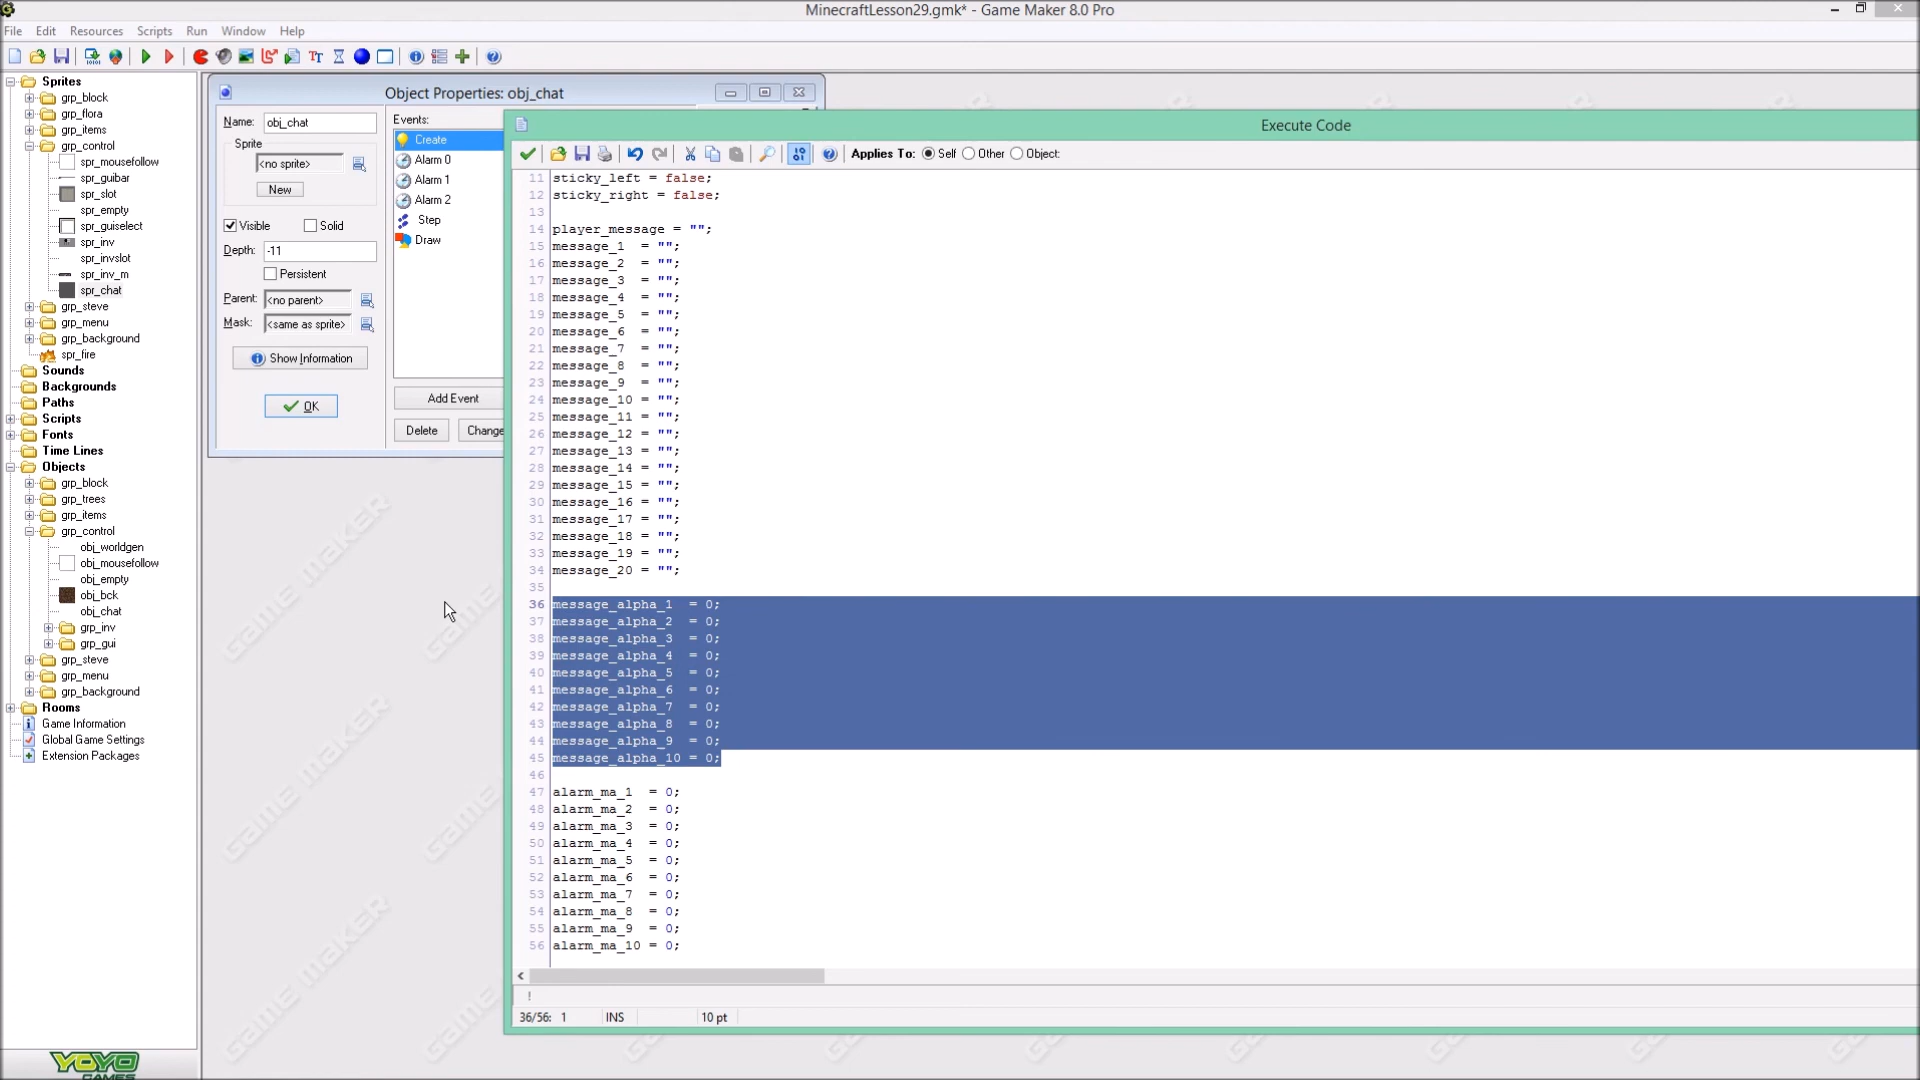 MinecraftLesson29.gmk* - Game Maker 8.0 Pro
File Edit Resources Scripts Run Window Help
Sprites
grp_block
grp_flora
grp_items
grp_control
spr_mousefollow
spr_guibar
spr_slot
spr_empty
spr_guiselect
spr_inv
spr_invslot
spr_inv_m
spr_chat
grp_steve
grp_menu
grp_background
spr_fire
Sounds
Backgrounds
Paths
Scripts
Fonts
Time Lines
Objects
grp_block
grp_trees
grp_items
grp_control
obj_worldgen
obj_mousefollow
obj_empty
obj_bck
obj_chat
grp_inv
grp_gui
grp_steve
grp_menu
grp_background
Rooms
Game Information
Global Game Settings
Extension Packages
YOYO
GAMES
Object Properties: obj_chat
Name: obj_chat
Sprite
<no sprite>
New
Visible Solid
Depth: -11
Persistent
Parent: <no parent>
Mask: <same as sprite>
Show Information
OK
Events:
Create
Alarm 0
Alarm 1
Alarm 2
Step
Draw
Add Event
Delete Change
Execute Code
Applies To: Self Other Object:
11 sticky_left = false;
12 sticky_right = false;
13
14 player_message = "";
15 message_1  = "";
16 message_2  = "";
17 message_3  = "";
18 message_4  = "";
19 message_5  = "";
20 message_6  = "";
21 message_7  = "";
22 message_8  = "";
23 message_9  = "";
24 message_10 = "";
25 message_11 = "";
26 message_12 = "";
27 message_13 = "";
28 message_14 = "";
29 message_15 = "";
30 message_16 = "";
31 message_17 = "";
32 message_18 = "";
33 message_19 = "";
34 message_20 = "";
35
36 message_alpha_1  = 0;
37 message_alpha_2  = 0;
38 message_alpha_3  = 0;
39 message_alpha_4  = 0;
40 message_alpha_5  = 0;
41 message_alpha_6  = 0;
42 message_alpha_7  = 0;
43 message_alpha_8  = 0;
44 message_alpha_9  = 0;
45 message_alpha_10 = 0;
46
47 alarm_ma_1  = 0;
48 alarm_ma_2  = 0;
49 alarm_ma_3  = 0;
50 alarm_ma_4  = 0;
51 alarm_ma_5  = 0;
52 alarm_ma_6  = 0;
53 alarm_ma_7  = 0;
54 alarm_ma_8  = 0;
55 alarm_ma_9  = 0;
56 alarm_ma_10 = 0;
36/56: 1 INS 10 pt
GAME MAKER
GAME MAKER
GAME MAKER